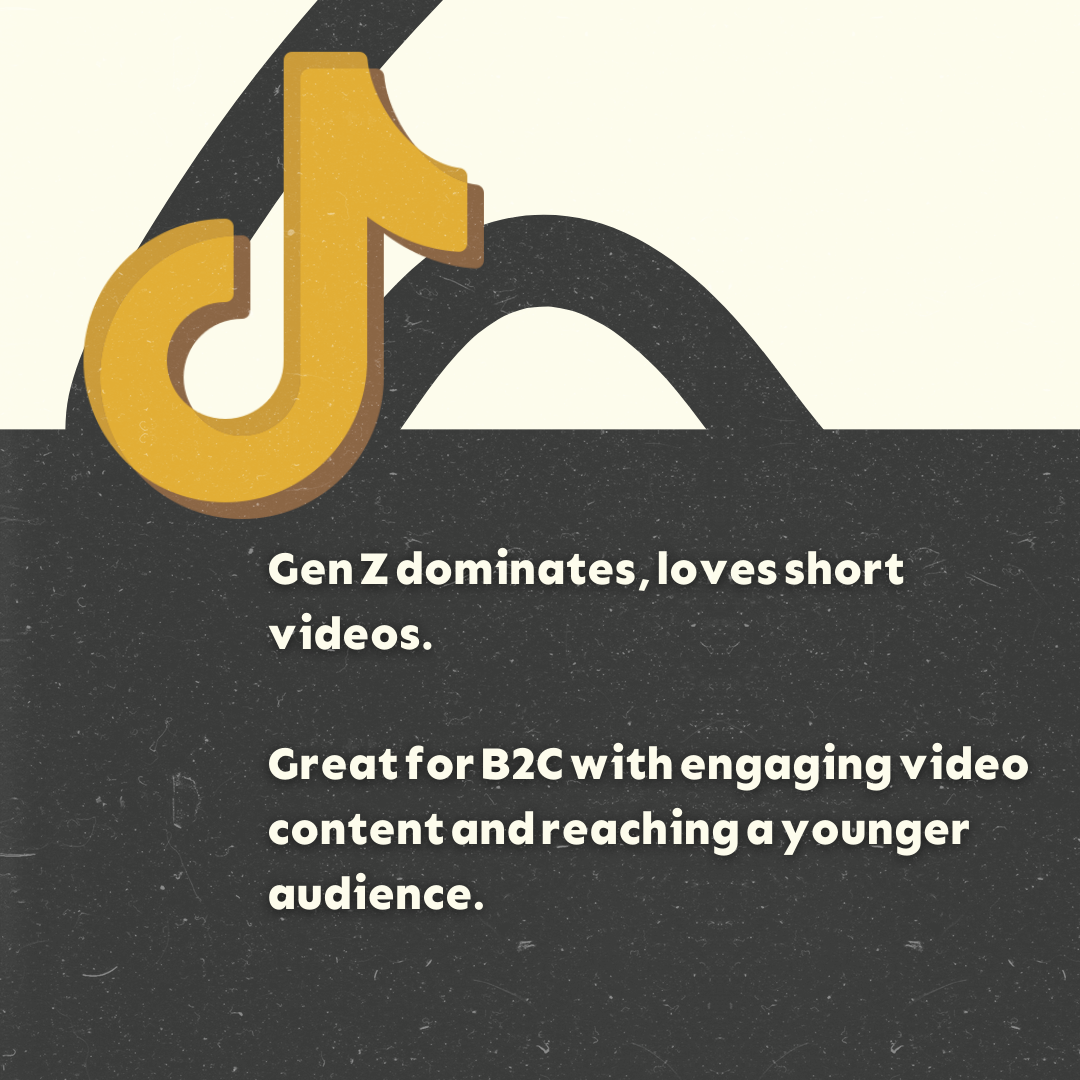 Gen Z dominates, loves short
videos.
Great for B2C with engaging video
content and reaching a younger
audience.